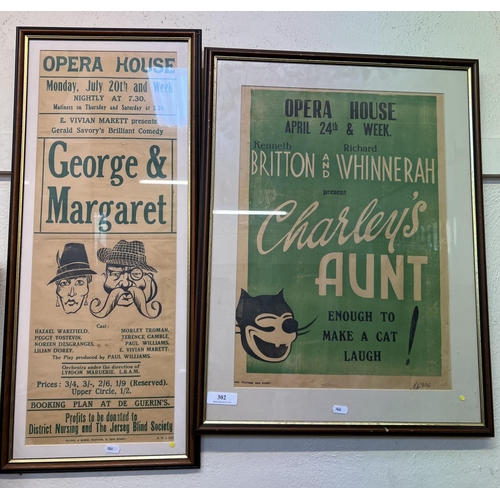 OPERA HOUSE
Monday, July 20th and Week
NIGHTLY AT 7.30.
Matinees on Thursday and Saturday at
E. VIVIAN MARETT presents
Gerald Savory's Brilliant Comedy
George &
Margaret
Cast:
HAZAEL WAKEFIELD. MORLEY TROMAN.
PEGGY TOSTEVIN. TERENCE GAMBLE.
NOREEN DESGRANGES. PAUL WILLIAMS.
LILIAN DOREY. E. VIVIAN MARETT.
The Play produced by PAUL WILLIAMS.
Orchestra under the direction of
LYNDON MARGUERIE, L.R.A.M.
Prices: 3/4, 3/-, 2/6, 1/9 (Reserved).
Upper Circle, 1/2.
BOOKING PLAN AT DE GUERIN'S.
Profits to be donated to
District Nursing and The Jersey Blind Society
OPERA HOUSE
APRIL 24th & WEEK.
Kenneth Richard
BRITTON AND WHINNERAH
present
Charley's
AUNT
ENOUGH TO
MAKE A CAT
LAUGH !
302